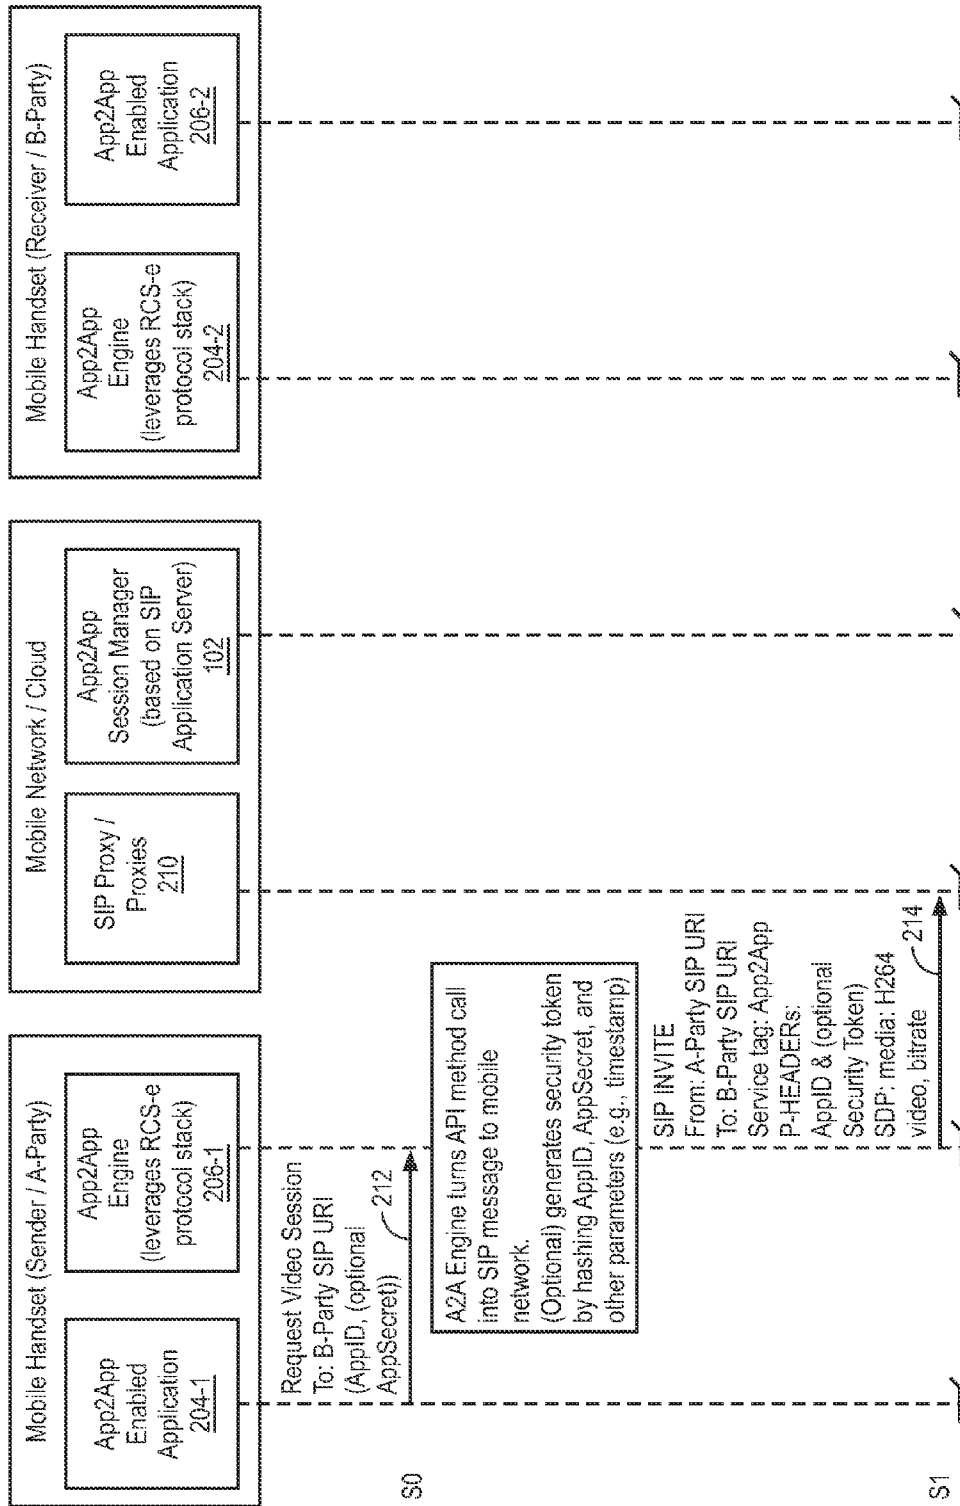 Mobile Handset (Sender / A-Party)
App2App
Enabled
Application
204-1
App2App
Engine
(leverages RCS-e
protocol stack)
206-1
Mobile Network / Cloud
SIP Proxy /
Proxies
210
App2App
Session Manager
(based on SIP
Application Server)
102
Mobile Handset (Receiver / B-Party)
App2App
Engine
(leverages RCS-e
protocol stack)
204-2
App2App
Enabled
Application
206-2
S0
Request Video Session
To: B-Party SIP URI
(AppID, (optional
AppSecret))
212
A2A Engine turns API method call
into SIP message to mobile
network.
(Optional) generates security token
by hashing AppID, AppSecret, and
other parameters (e.g., timestamp)
SIP INVITE
From: A-Party SIP URI
To: B-Party SIP URI
Service tag: App2App
P-HEADERs:
AppID & (optional
Security Token)
SDP: media: H264
video, bitrate
214
S1